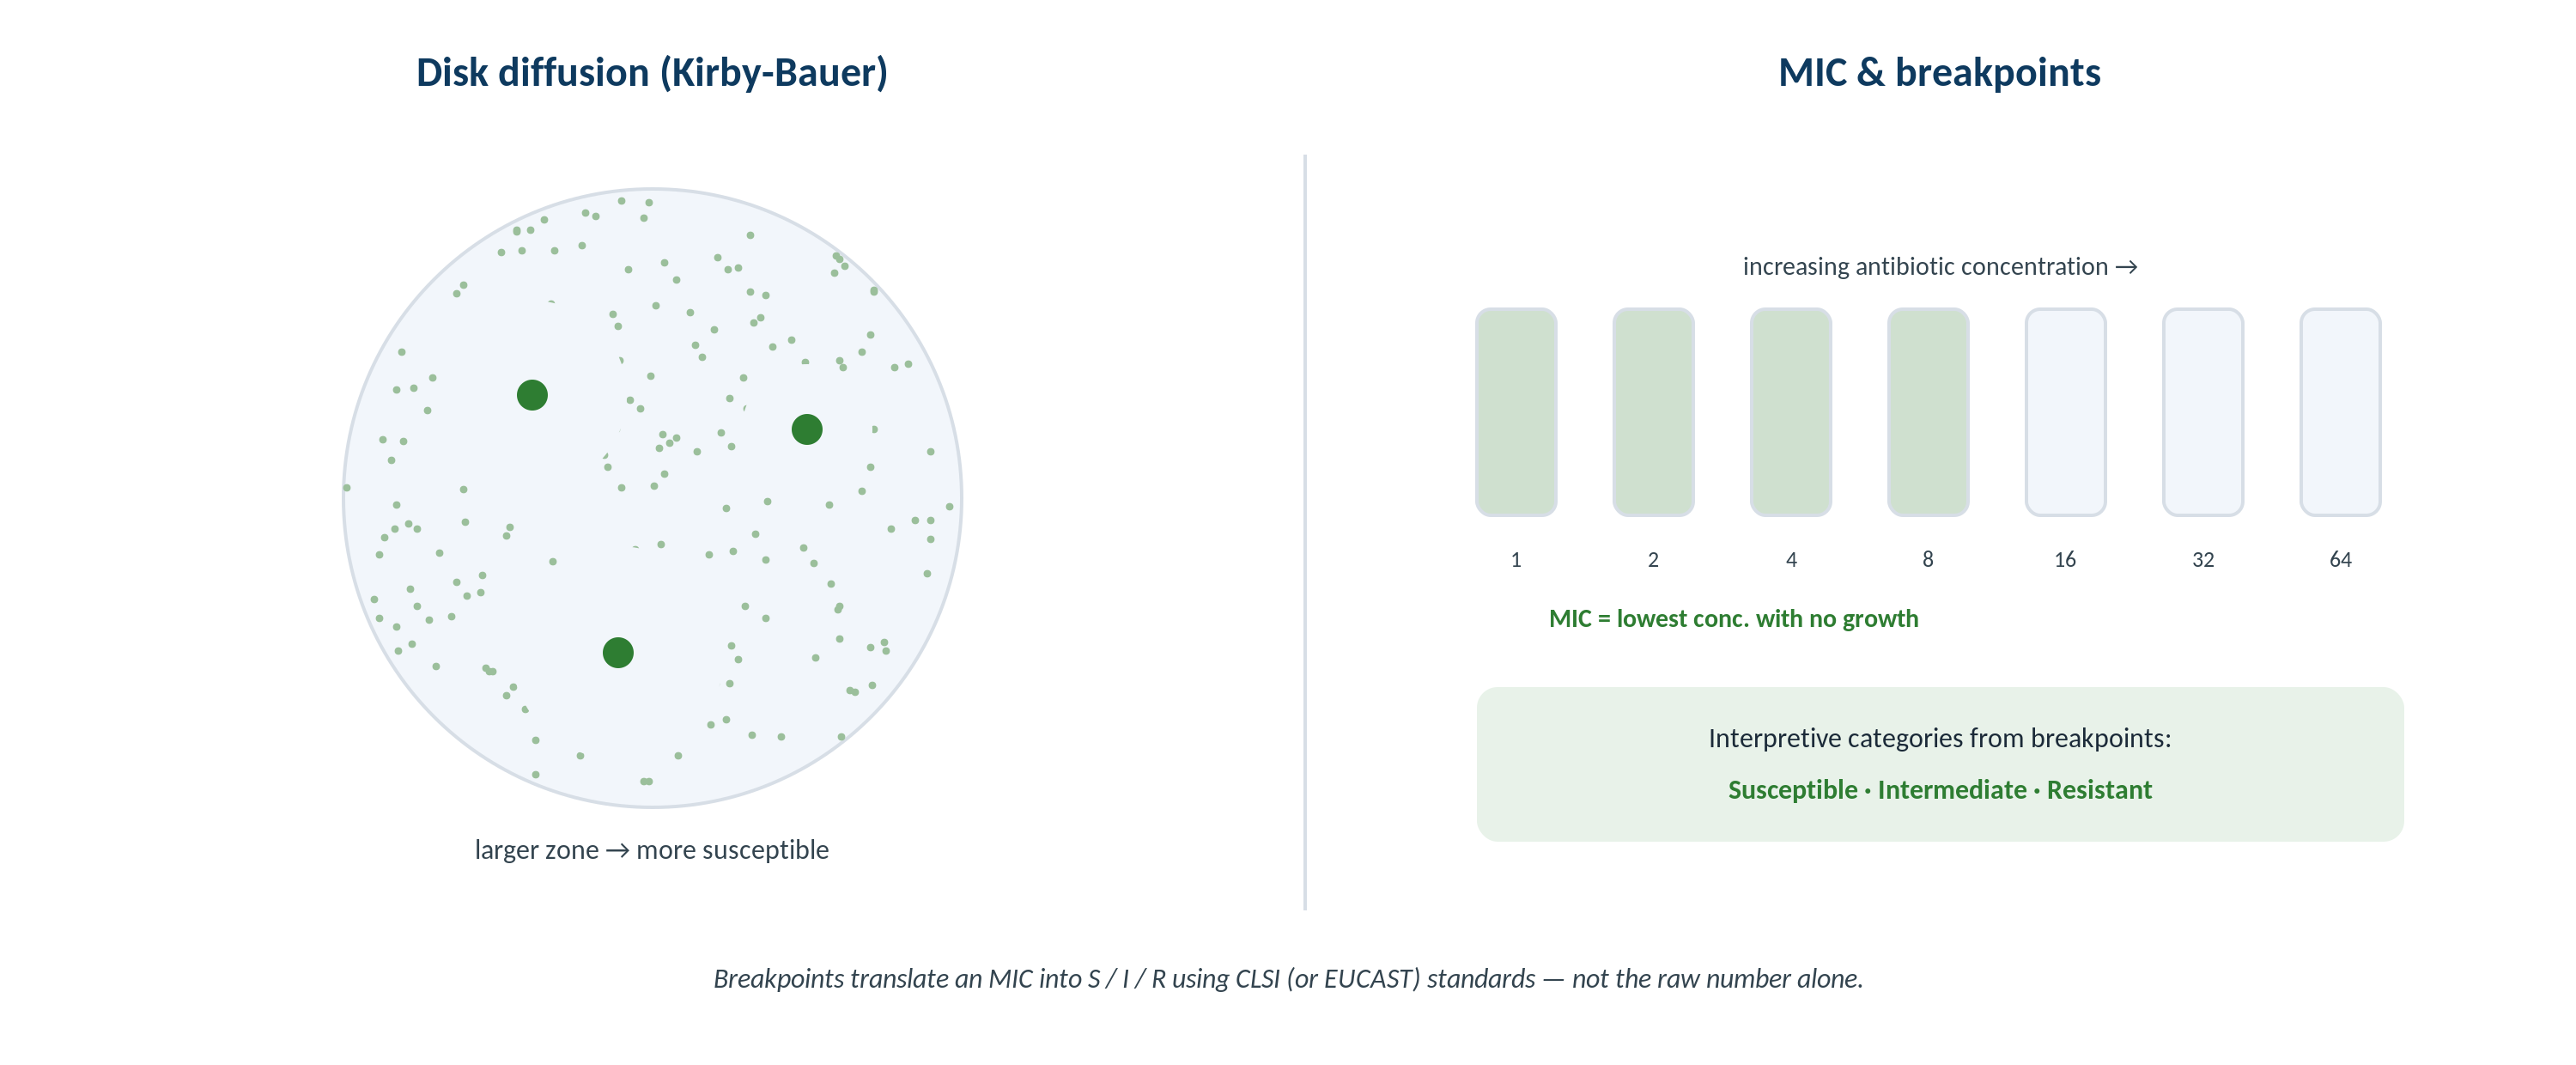 Disk diffusion (Kirby-Bauer)
larger zone → more susceptible
MIC & breakpoints
increasing antibiotic concentration →
1 2 4 8 16 32 64
MIC = lowest conc. with no growth
Interpretive categories from breakpoints:
Susceptible · Intermediate · Resistant
Breakpoints translate an MIC into S / I / R using CLSI (or EUCAST) standards — not the raw number alone.